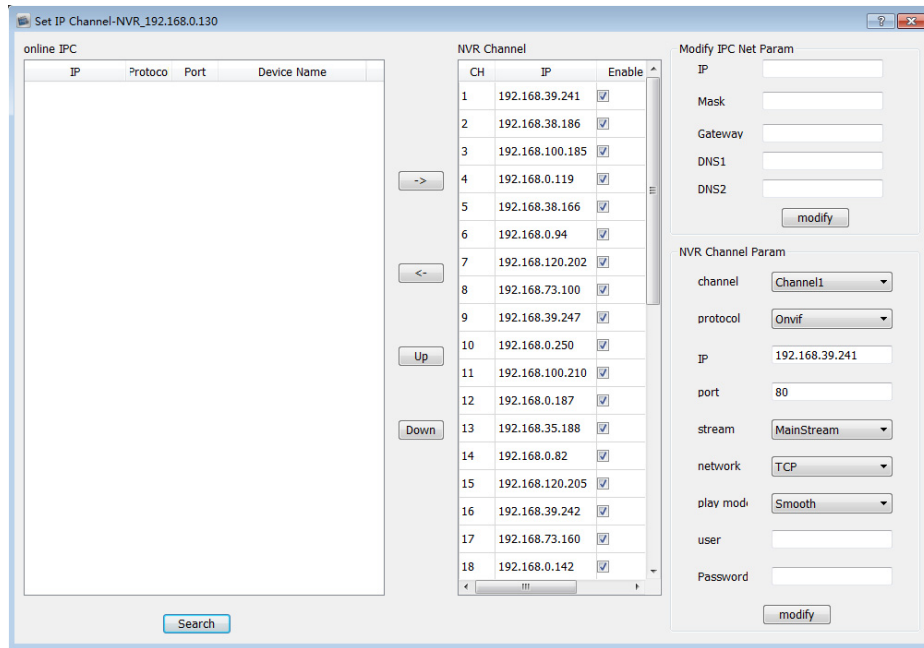 Set IP Channel-NVR_192.168.0.130
online IPC
IP Protoco Port Device Name
->
<-
Up
Down
Search
NVR Channel
CH IP Enable
1 192.168.39.241
2 192.168.38.186
3 192.168.100.185
4 192.168.0.119
5 192.168.38.166
6 192.168.0.94
7 192.168.120.202
8 192.168.73.100
9 192.168.39.247
10 192.168.0.250
11 192.168.100.210
12 192.168.0.187
13 192.168.35.188
14 192.168.0.82
15 192.168.120.205
16 192.168.39.242
17 192.168.73.160
18 192.168.0.142
Modify IPC Net Param
IP
Mask
Gateway
DNS1
DNS2
modify
NVR Channel Param
channel Channel1
protocol Onvif
IP 192.168.39.241
port 80
stream MainStream
network TCP
play mod Smooth
user
Password
modify